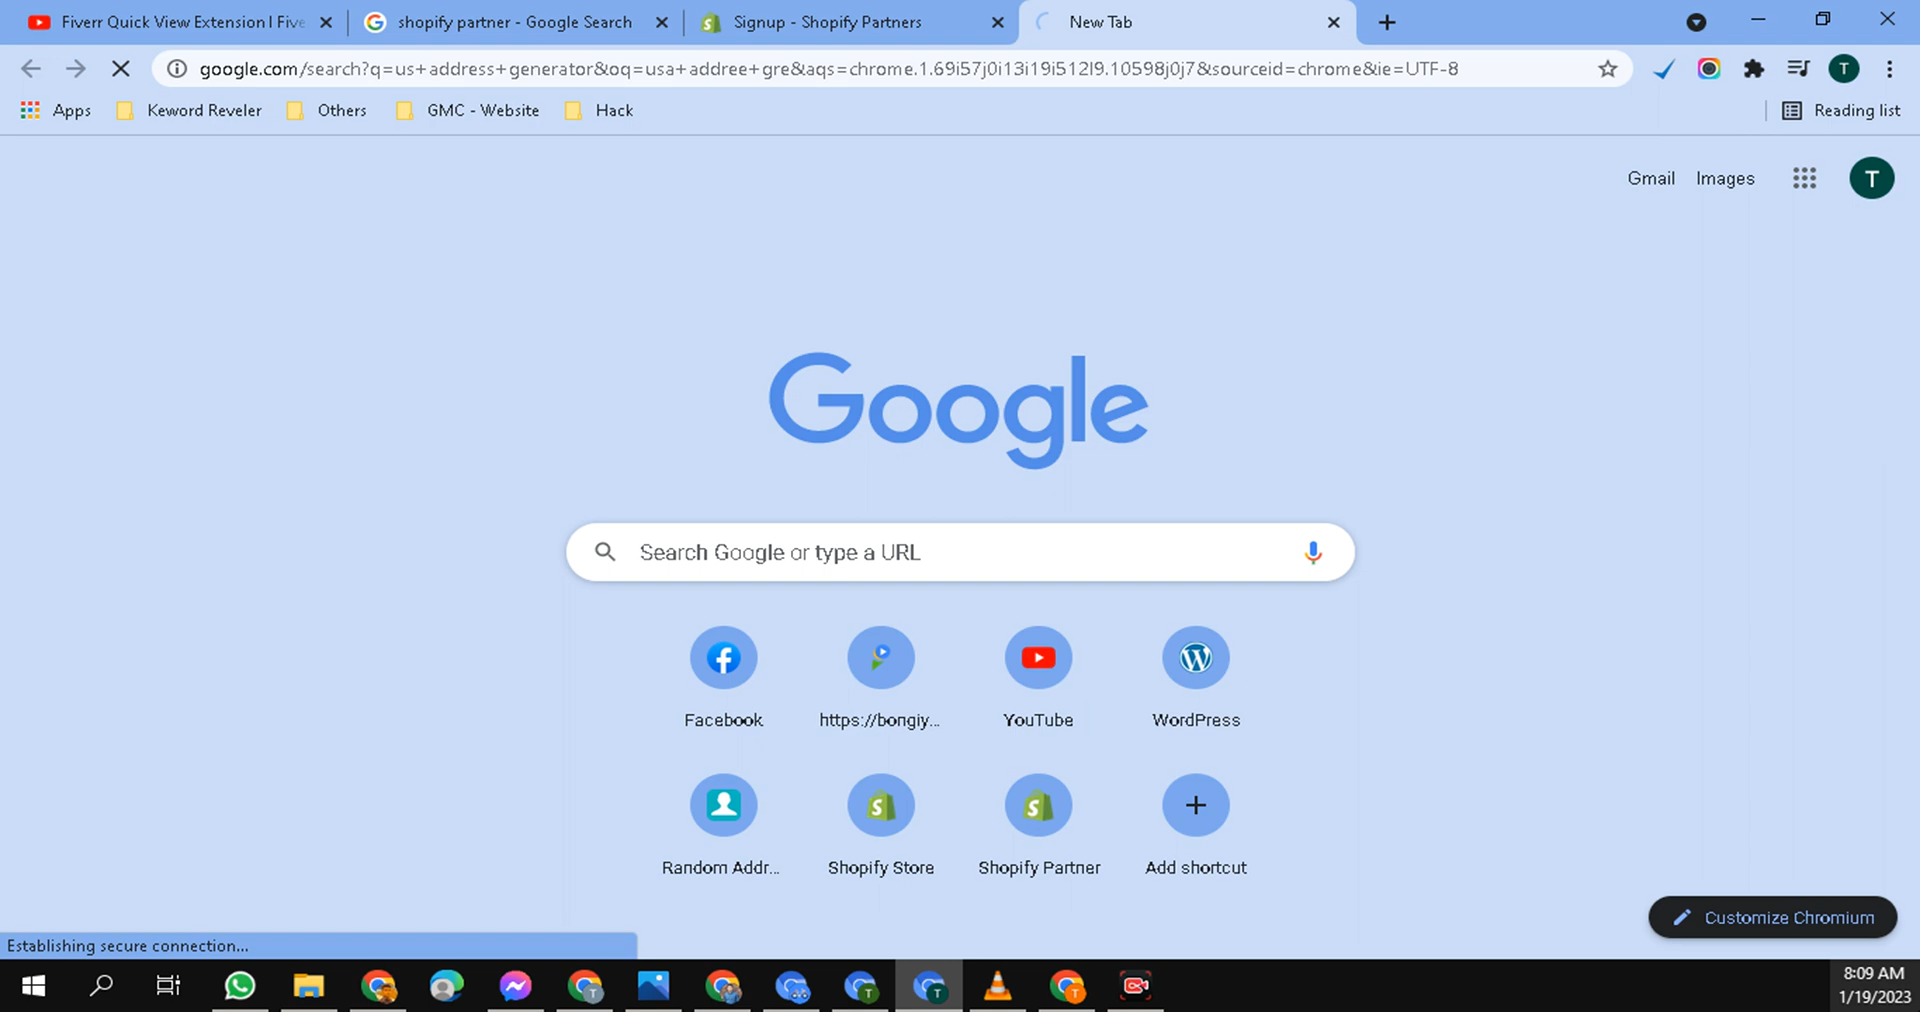 Fiverr Quick View Extension I Five
shopify partner - Google Search
Signup - Shopify Partners
New Tab
google.com/search?q=us+address+generator&oq=usa+addree+gre&aqs=chrome.1.69i57j0i13i19i512l9.10598j0j7&sourceid=chrome&ie=UTF-8
T
Apps
Keword Reveler
Others
GMC - Website
Hack
Reading list
Gmail
Images
T
Google
Search Google or type a URL
Facebook
https://bongiy...
YouTube
WordPress
Random Addr...
Shopify Store
Shopify Partner
Add shortcut
Customize Chromium
Establishing secure connection...
8:09 AM
1/19/2023